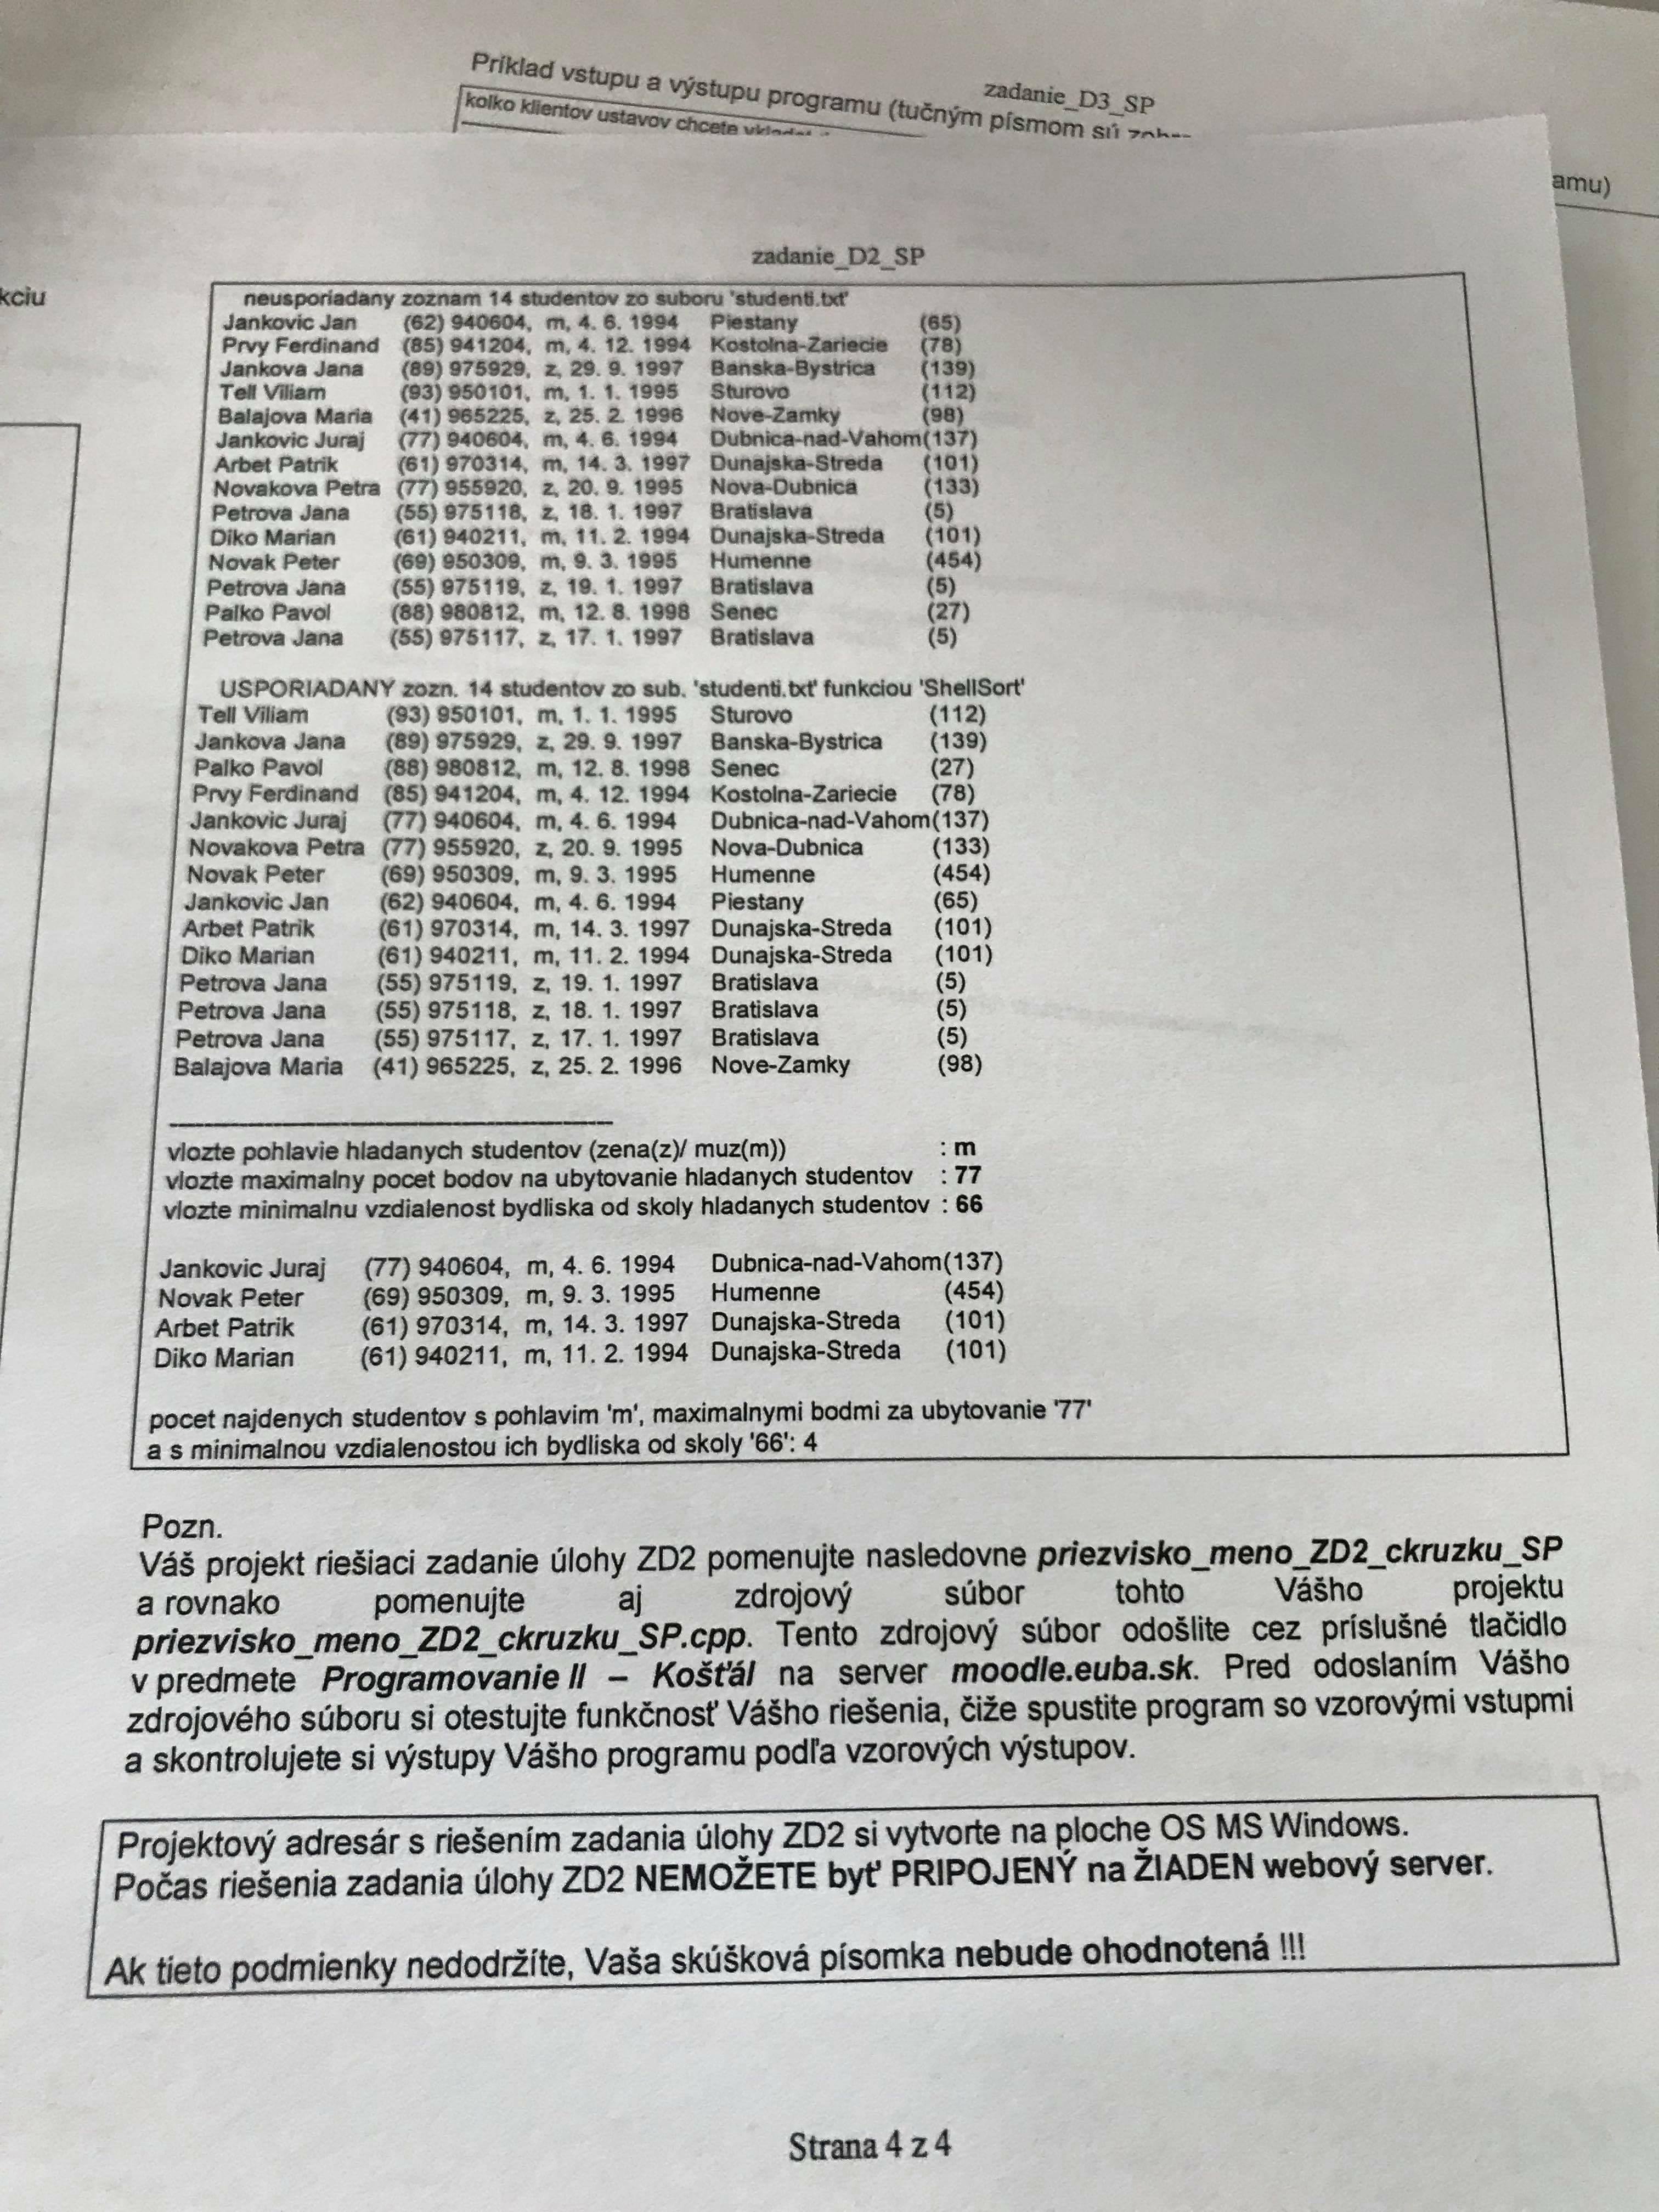 zadanie_D3_SP
Príklad vstupu a výstupu programu (tučným písmom sú
kolko klientov ustavov chcete
amu)
kciu
zadanie_D2_SP
neusporiadany zoznam 14 studentov zo suboru 'studenti.txt'
Jankovic Jan (62) 940604, m, 4. 6. 1994 Piestany (65)
Prvy Ferdinand (85) 941204, m, 4. 12. 1994 Kostolna-Zariecie (78)
Jankova Jana (89) 975929, z, 29. 9. 1997 Banska-Bystrica (139)
Tell Viliam (93) 950101, m, 1. 1. 1995 Sturovo (112)
Balajova Maria (41) 965225, z, 25. 2. 1996 Nove-Zamky (98)
Jankovic Juraj (77) 940604, m, 4. 6. 1994 Dubnica-nad-Vahom(137)
Arbet Patrik (61) 970314, m, 14. 3. 1997 Dunajska-Streda (101)
Novakova Petra (77) 955920, z, 20. 9. 1995 Nova-Dubnica (133)
Petrova Jana (55) 975118, z, 18. 1. 1997 Bratislava (5)
Diko Marian (61) 940211, m, 11. 2. 1994 Dunajska-Streda (101)
Novak Peter (69) 950309, m, 9. 3. 1995 Humenne (454)
Petrova Jana (55) 975119, z, 19. 1. 1997 Bratislava (5)
Palko Pavol (88) 980812, m, 12. 8. 1998 Senec (27)
Petrova Jana (55) 975117, z, 17. 1. 1997 Bratislava (5)
USPORIADANY zozn. 14 studentov zo sub. 'studenti.txt' funkciou 'ShellSort'
Tell Viliam (93) 950101, m, 1. 1. 1995 Sturovo (112)
Jankova Jana (89) 975929, z, 29. 9. 1997 Banska-Bystrica (139)
Palko Pavol (88) 980812, m, 12. 8. 1998 Senec (27)
Prvy Ferdinand (85) 941204, m, 4. 12. 1994 Kostolna-Zariecie (78)
Jankovic Juraj (77) 940604, m, 4. 6. 1994 Dubnica-nad-Vahom(137)
Novakova Petra (77) 955920, z, 20. 9. 1995 Nova-Dubnica (133)
Novak Peter (69) 950309, m, 9. 3. 1995 Humenne (454)
Jankovic Jan (62) 940604, m, 4. 6. 1994 Piestany (65)
Arbet Patrik (61) 970314, m, 14. 3. 1997 Dunajska-Streda (101)
Diko Marian (61) 940211, m, 11. 2. 1994 Dunajska-Streda (101)
Petrova Jana (55) 975119, z, 19. 1. 1997 Bratislava (5)
Petrova Jana (55) 975118, z, 18. 1. 1997 Bratislava (5)
Petrova Jana (55) 975117, z, 17. 1. 1997 Bratislava (5)
Balajova Maria (41) 965225, z, 25. 2. 1996 Nove-Zamky (98)
vlozte pohlavie hladanych studentov (zena(z)/ muz(m)) : m
vlozte maximalny pocet bodov na ubytovanie hladanych studentov : 77
vlozte minimalnu vzdialenost bydliska od skoly hladanych studentov : 66
Jankovic Juraj (77) 940604, m, 4. 6. 1994 Dubnica-nad-Vahom(137)
Novak Peter (69) 950309, m, 9. 3. 1995 Humenne (454)
Arbet Patrik (61) 970314, m, 14. 3. 1997 Dunajska-Streda (101)
Diko Marian (61) 940211, m, 11. 2. 1994 Dunajska-Streda (101)
pocet najdenych studentov s pohlavim 'm', maximalnymi bodmi za ubytovanie '77'
a s minimalnou vzdialenostou ich bydliska od skoly '66': 4
Pozn.
Váš projekt riešiaci zadanie úlohy ZD2 pomenujte nasledovne priezvisko_meno_ZD2_ckruzku_SP
a rovnako pomenujte aj zdrojový súbor tohto Vášho projektu
priezvisko_meno_ZD2_ckruzku_SP.cpp. Tento zdrojový súbor odošlite cez príslušné tlačidlo
v predmete Programovanie II – Košťál na server moodle.euba.sk. Pred odoslaním Vášho
zdrojového súboru si otestujte funkčnosť Vášho riešenia, čiže spustite program so vzorovými vstupmi
a skontrolujete si výstupy Vášho programu podľa vzorových výstupov.
Projektový adresár s riešením zadania úlohy ZD2 si vytvorte na ploche OS MS Windows.
Počas riešenia zadania úlohy ZD2 NEMOŽETE byť PRIPOJENÝ na ŽIADEN webový server.
Ak tieto podmienky nedodržíte, Vaša skúšková písomka nebude ohodnotená !!!
Strana 4 z 4